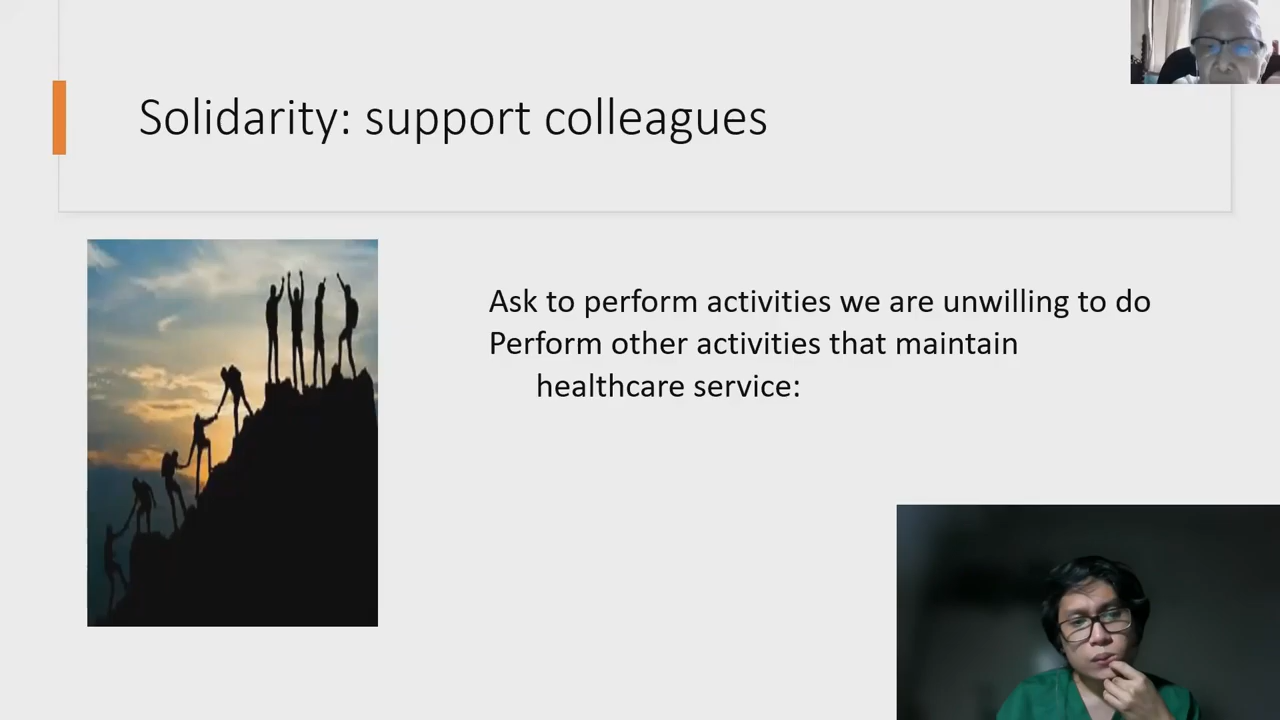 Solidarity: support colleagues
Ask to perform activities we are unwilling to do
Perform other activities that maintain
healthcare service: